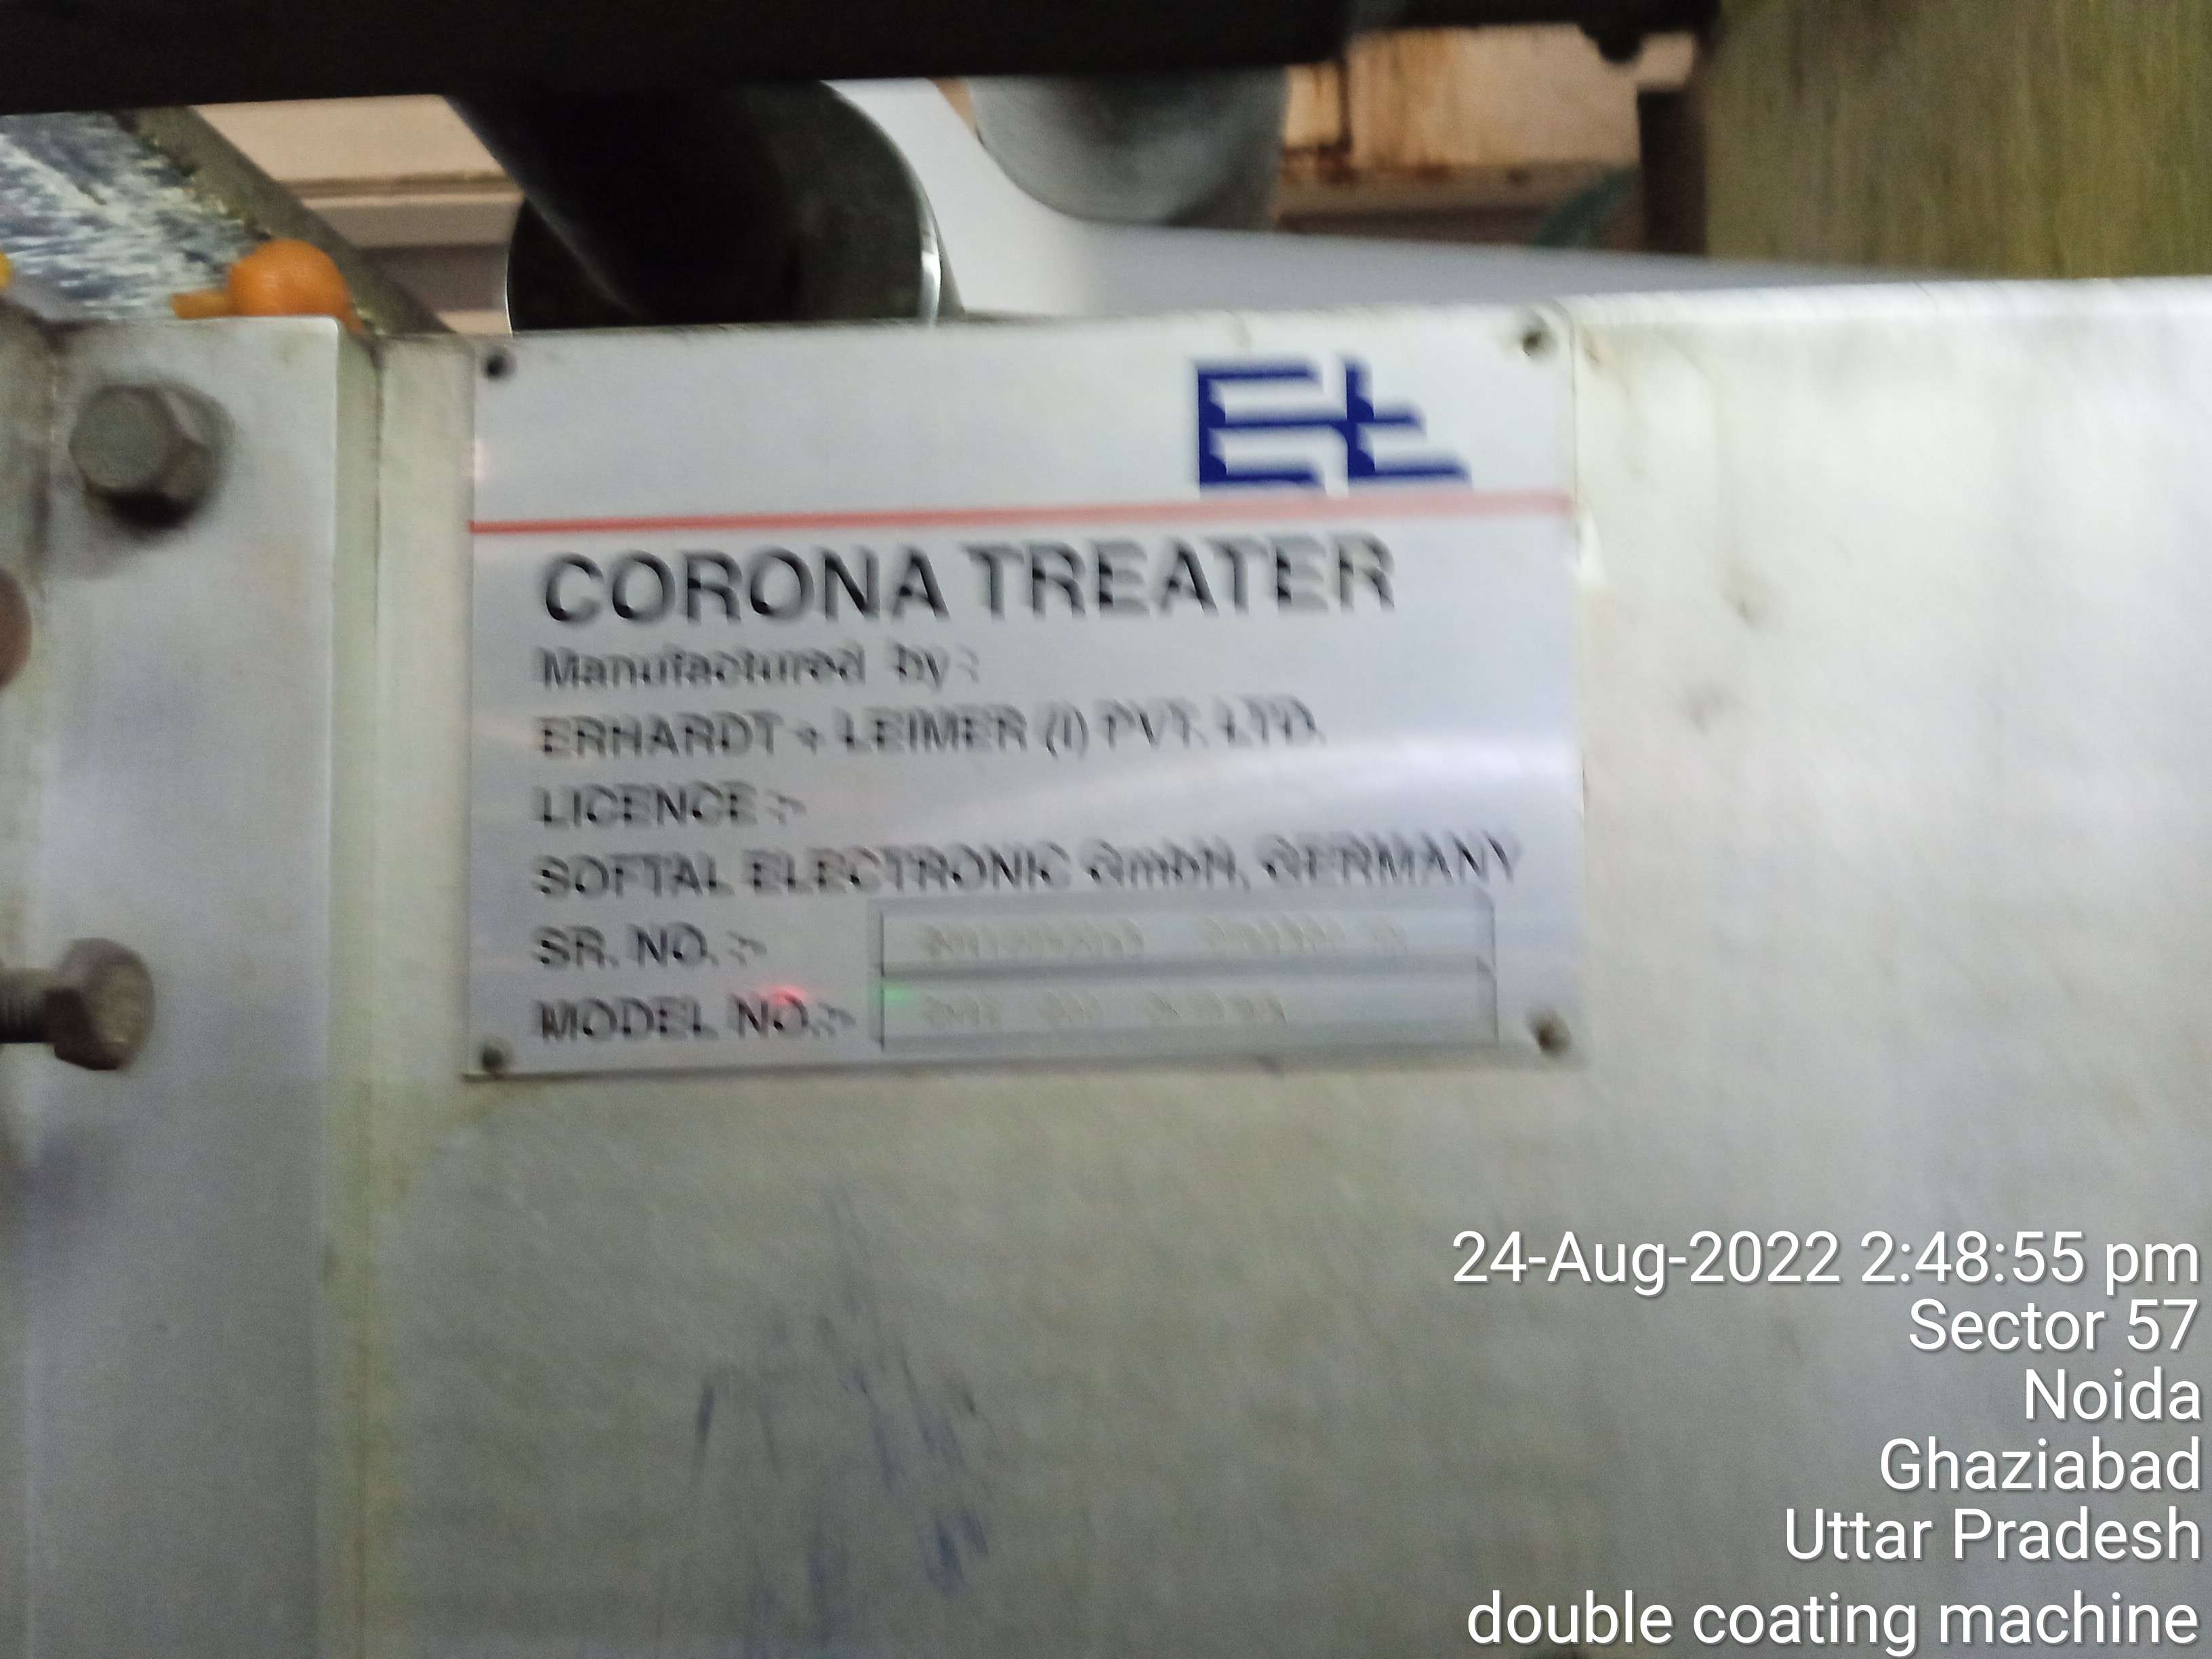 E+L
CORONA TREATER
Manufactured by :
ERHARDT + LEIMER (I) PVT. LTD.
LICENCE :-
SOFTAL ELECTRONIC GmbH, GERMANY
SR. NO. :-
MODEL NO.:-
24-Aug-2022 2:48:55 pm
Sector 57
Noida
Ghaziabad
Uttar Pradesh
double coating machine